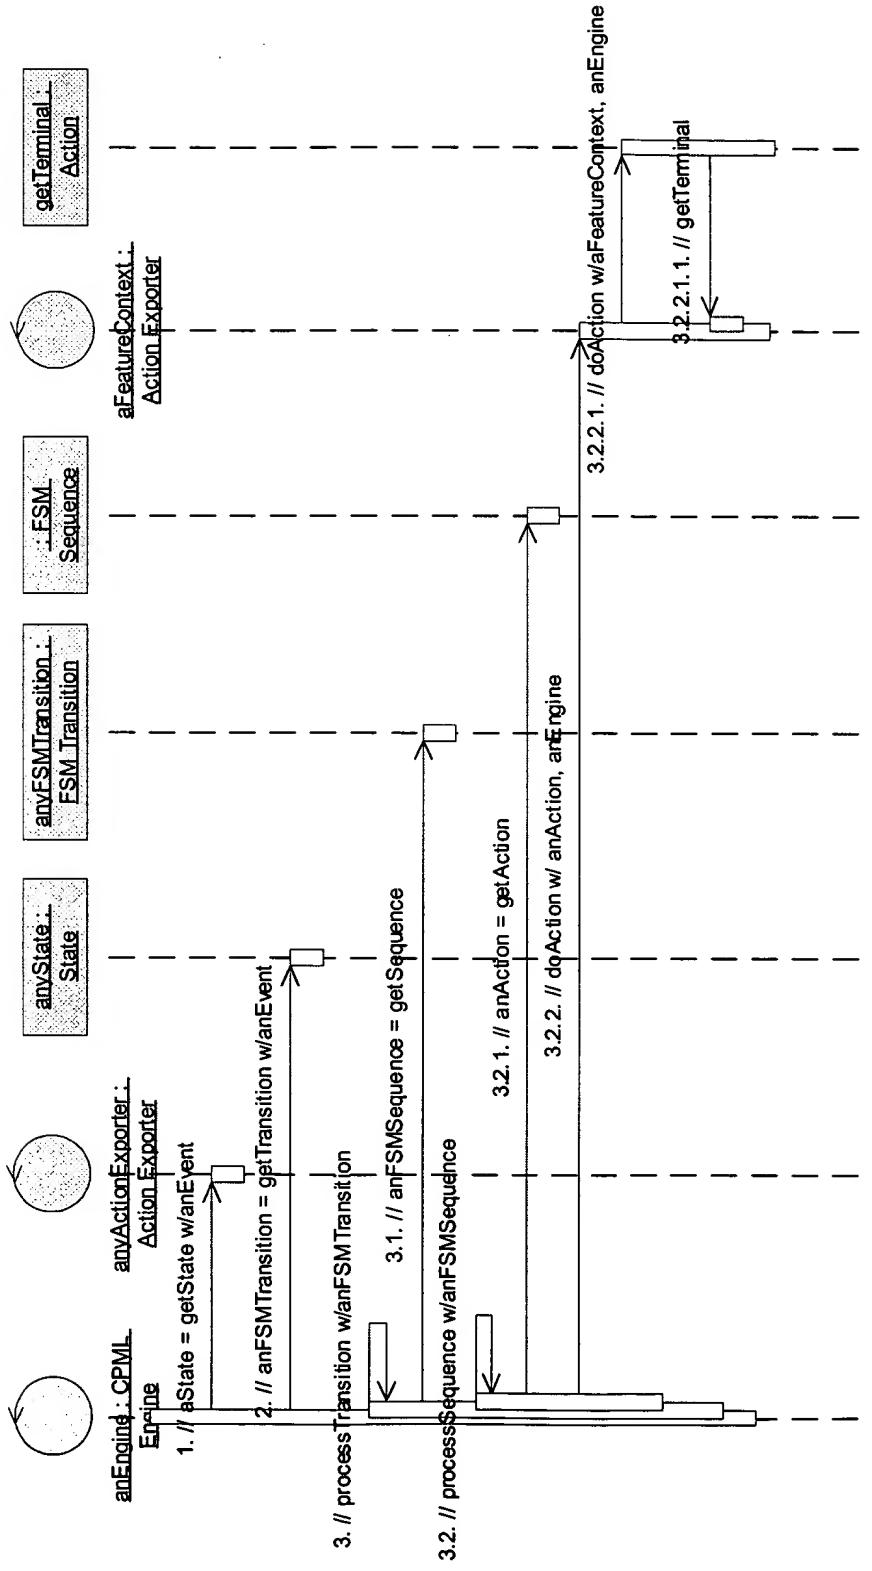 anEngine : CPML
Engine
anyActionExporter :
Action Exporter
anyState :
State
anyFSMTransition :
FSM Transition
: FSM
Sequence
aFeatureContext :
Action Exporter
getTerminal :
Action
1. // aState = getState w/anEvent
2. // anFSMTransition = getTransition w/anEvent
3. // processTransition w/anFSMTransition
3.1. // anFSMSequence = getSequence
3.2. // processSequence w/anFSMSequence
3.2.1. // anAction = getAction
3.2.2. // doAction w/ anAction, anEngine
3.2.2.1. // doAction w/aFeatureContext, anEngine
3.2.2.1.1. // getTerminal